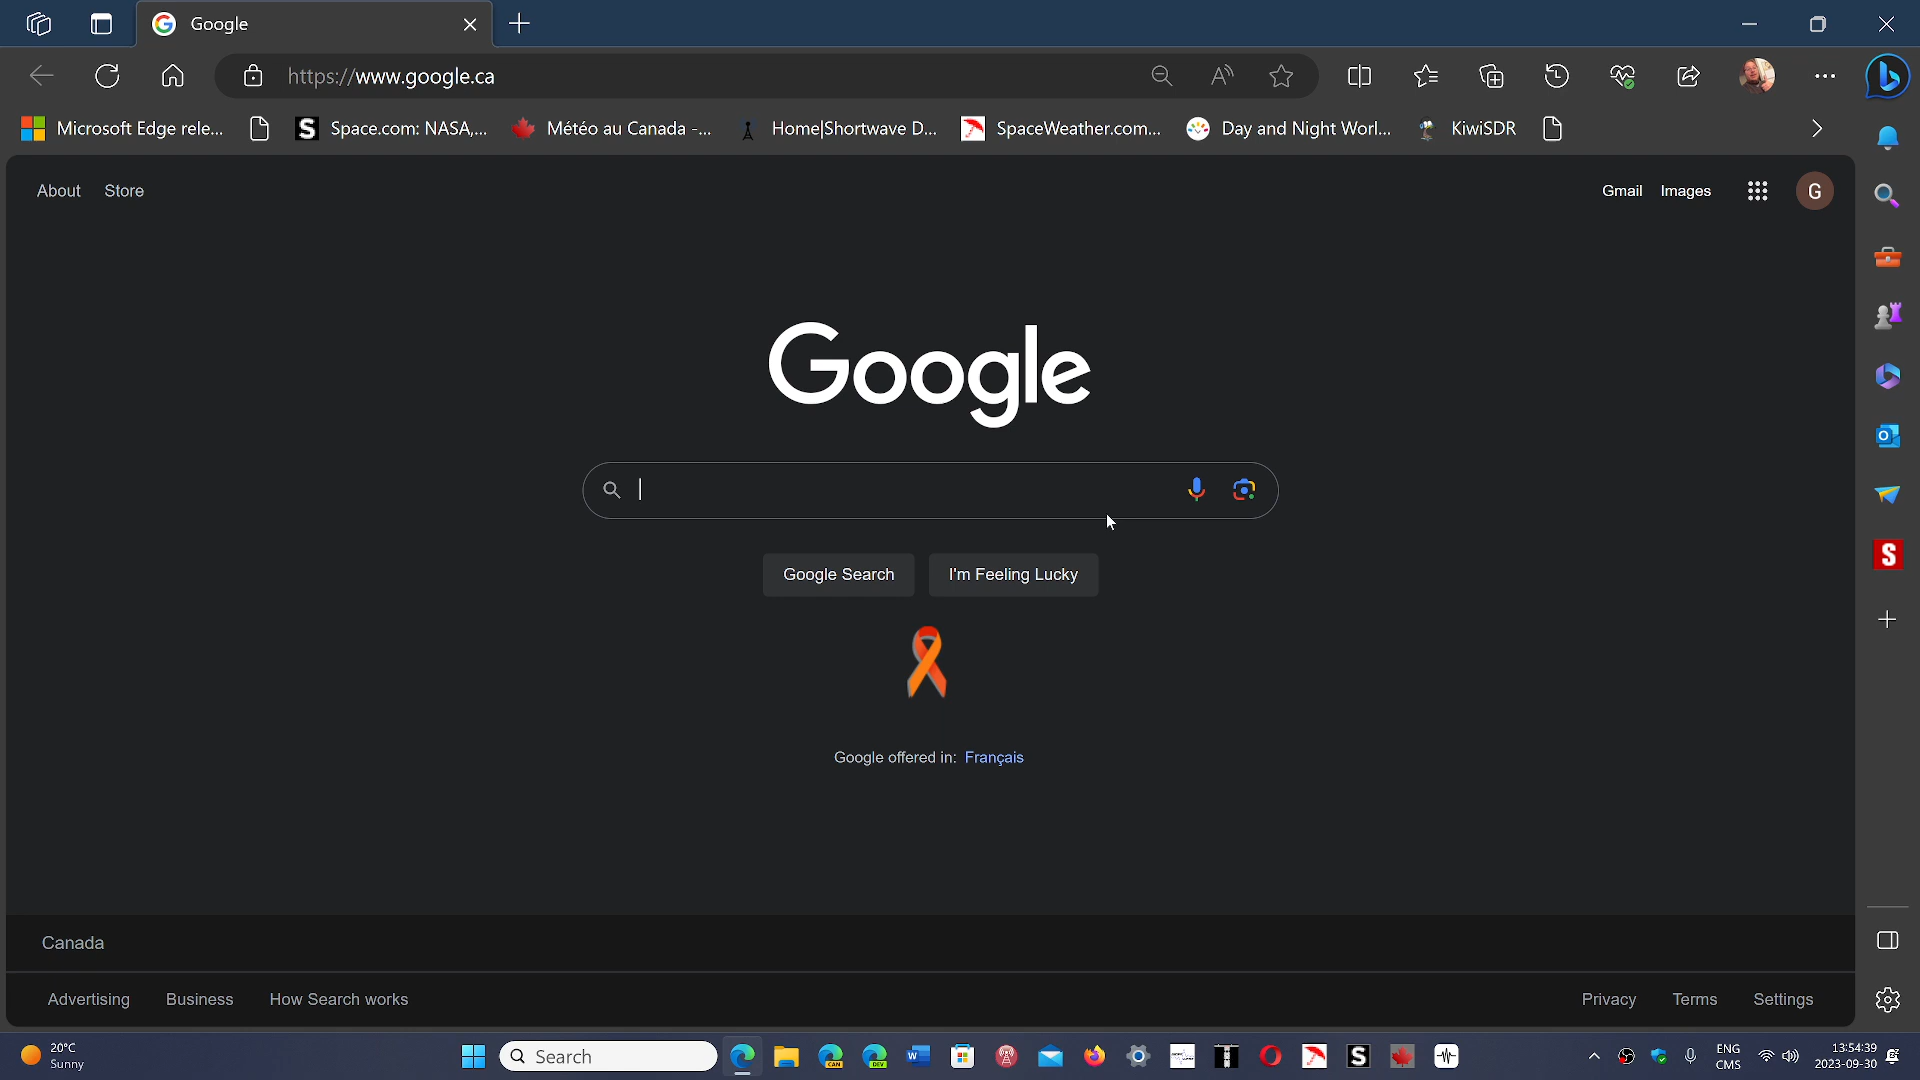 Google
https://www.google.ca
Microsoft Edge rele...
Space.com: NASA,...
Météo au Canada -...
Home|Shortwave D...
SpaceWeather.com...
Day and Night Worl...
KiwiSDR
About
Store
Gmail
Images
G
Google
Google Search
I'm Feeling Lucky
Google offered in: Français
Canada
Advertising
Business
How Search works
Privacy
Terms
Settings
20°C
Sunny
Search
CAN
DEV
ENG
CMS
13:54:39
2023-09-30